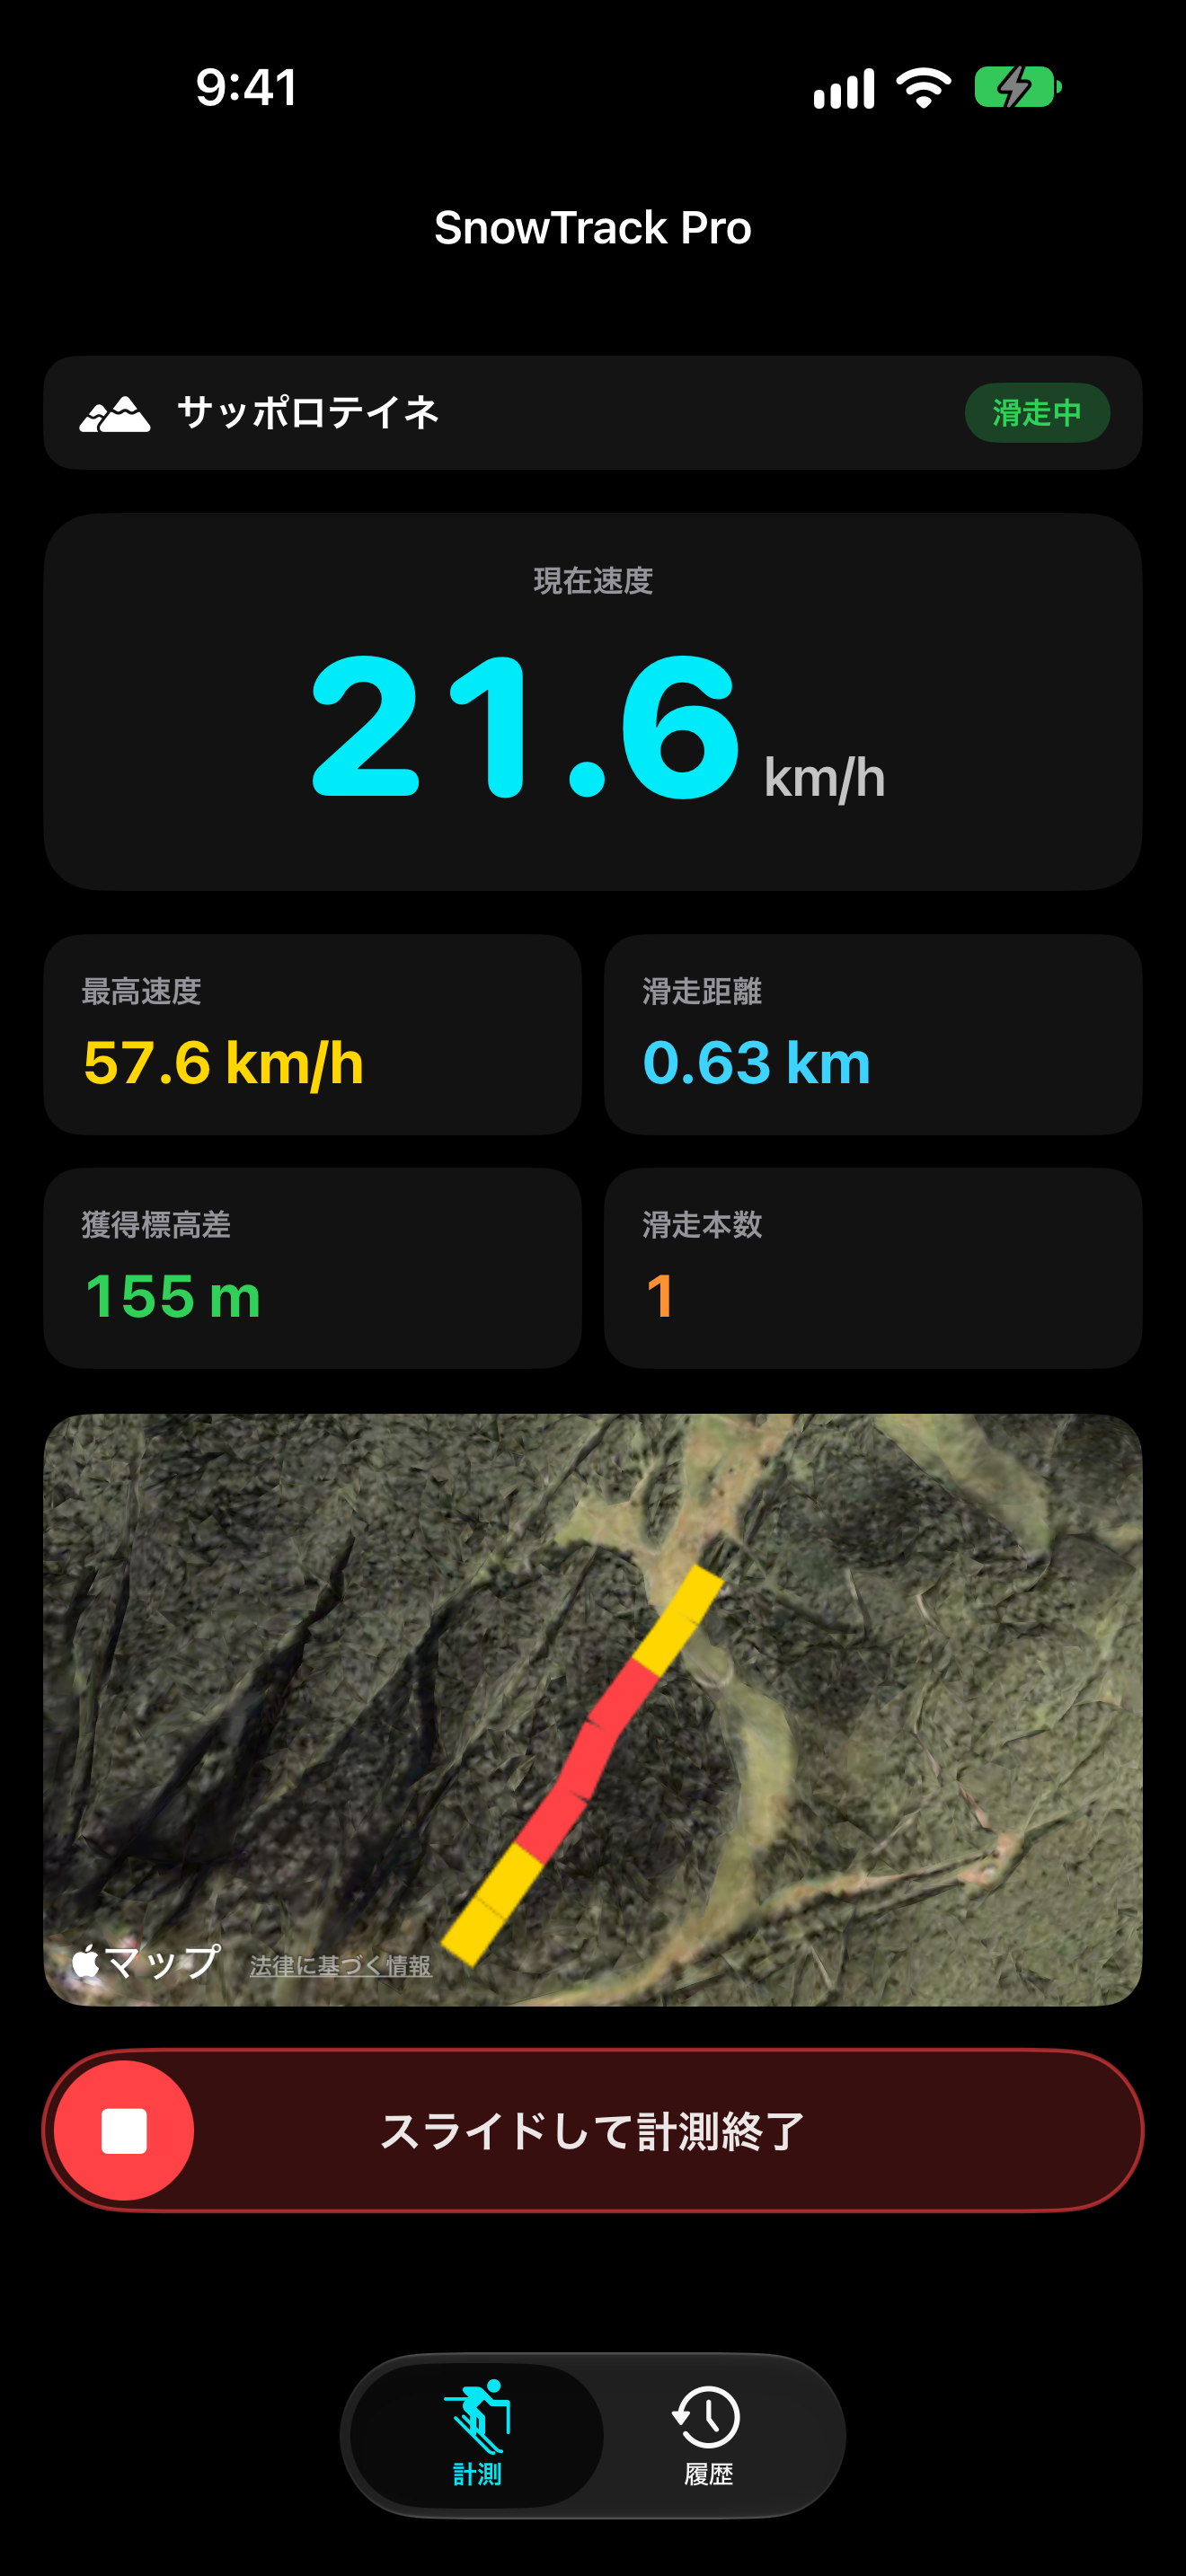 9:41
SnowTrack Pro
サッポロテイネ
滑走中
現在速度
21.6 km/h
最高速度
57.6 km/h
滑走距離
0.63 km
獲得標高差
155 m
滑走本数
1
マップ
法律に基づく情報
スライドして計測終了
計測
履歴